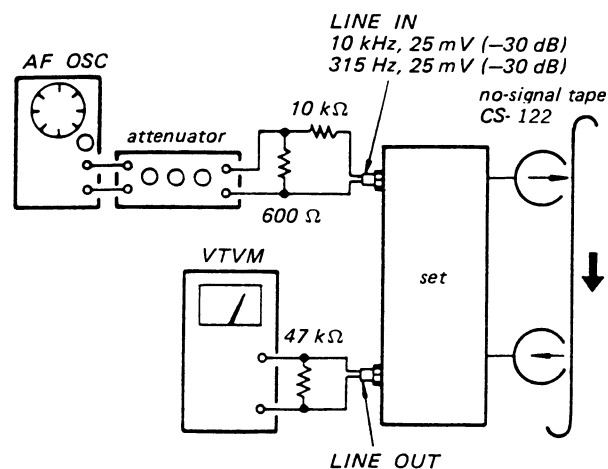 LINE IN
10 kHz, 25 mV (−30 dB)
315 Hz, 25 mV (−30 dB)
AF OSC
no-signal tape
CS-122
10 kΩ
attenuator
600 Ω
VTVM
set
47 kΩ
LINE OUT